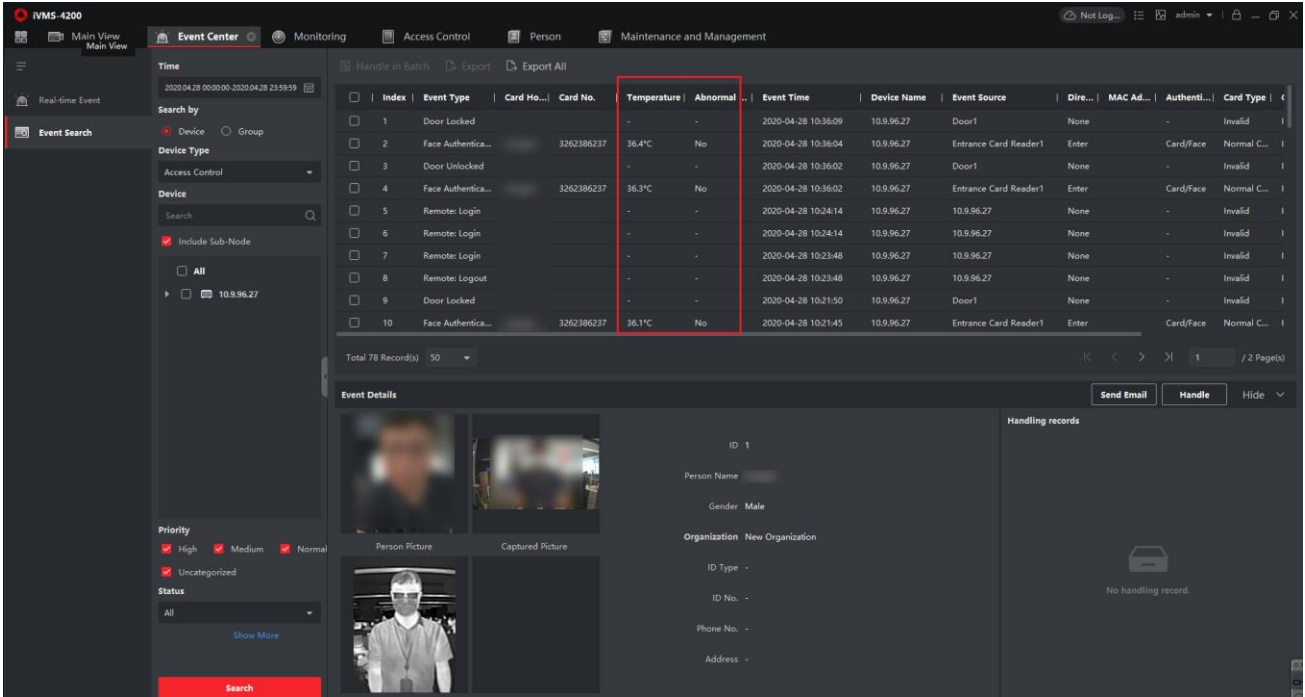 iVMS-4200
Not Log... admin
Main View Event Center Monitoring Access Control Person Maintenance and Management
Main View
Real-time Event
Event Search
Time
2020.04.28 00:00:00-2020.04.28 23:59:59
Search by
Device Group
Device Type
Access Control
Device
Search
Include Sub-Node
All
10.9.96.27
Priority
High Medium Normal
Uncategorized
Status
All
Show More
Search
Handle in Batch Export Export All
Index Event Type Card Ho... Card No. Temperature Abnormal ... Event Time Device Name Event Source Dire... MAC Ad... Authenti... Card Type
1 Door Locked - - 2020-04-28 10:36:09 10.9.96.27 Door1 None - Invalid
2 Face Authentica... 3262386237 36.4°C No 2020-04-28 10:36:04 10.9.96.27 Entrance Card Reader1 Enter Card/Face Normal C...
3 Door Unlocked - - 2020-04-28 10:36:02 10.9.96.27 Door1 None - Invalid
4 Face Authentica... 3262386237 36.3°C No 2020-04-28 10:36:02 10.9.96.27 Entrance Card Reader1 Enter Card/Face Normal C...
5 Remote: Login - - 2020-04-28 10:24:14 10.9.96.27 10.9.96.27 None - Invalid
6 Remote: Login - - 2020-04-28 10:24:14 10.9.96.27 10.9.96.27 None - Invalid
7 Remote: Login - - 2020-04-28 10:23:48 10.9.96.27 10.9.96.27 None - Invalid
8 Remote: Logout - - 2020-04-28 10:23:48 10.9.96.27 10.9.96.27 None - Invalid
9 Door Locked - - 2020-04-28 10:21:50 10.9.96.27 Door1 None - Invalid
10 Face Authentica... 3262386237 36.1°C No 2020-04-28 10:21:45 10.9.96.27 Entrance Card Reader1 Enter Card/Face Normal C...
Total 78 Record(s) 50 1 / 2 Page(s)
Event Details Send Email Handle Hide
Person Picture Captured Picture
ID 1
Person Name
Gender Male
Organization New Organization
ID Type -
ID No. -
Phone No. -
Address -
Handling records
No handling record.